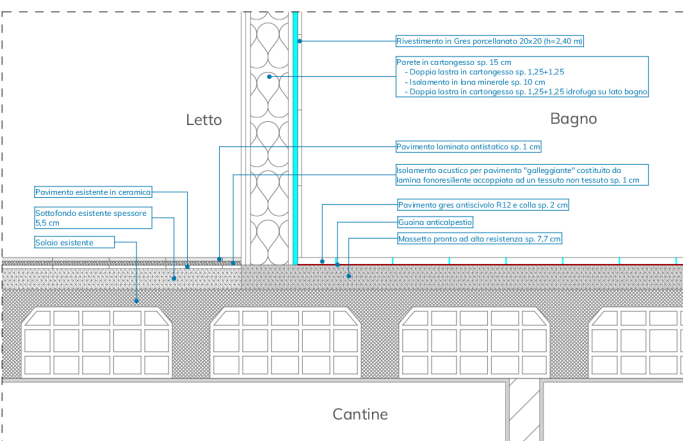 Rivestimento in Gres porcellanato 20x20 (h=2,40 m)
Parete in cartongesso sp. 15 cm
- Doppia lastra in cartongesso sp. 1,25+1,25
- Isolamento in lana minerale sp. 10 cm
- Doppia lastra in cartongesso sp. 1,25+1,25 idrofuga su lato bagno
Letto
Bagno
Pavimento laminato antistatico sp. 1 cm
Isolamento acustico per pavimento "galleggiante" costituito da
lamina fonoresiliente accoppiata ad un tessuto non tessuto sp. 1 cm
Pavimento esistente in ceramica
Sottofondo esistente spessore
5,5 cm
Solaio esistente
Pavimento gres antiscivolo R12 e colla sp. 2 cm
Guaina anticalpestio
Massetto pronto ad alta resistenza sp. 7,7 cm
Cantine